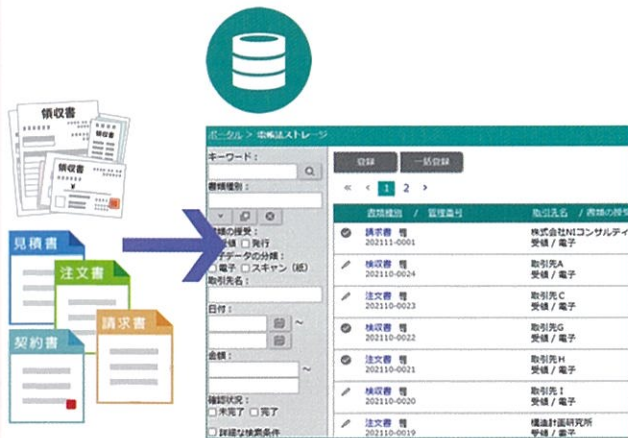 領収書
領収書
¥
見積書
注文書
請求書
契約書
ポータル > 電帳法ストレージ
キーワード：
書類種別：
書類の授受：
受領 発行
電子データの分類：
電子 スキャン（紙）
取引先名：
日付：
～
金額：
～
確認状況：
未完了 完了
詳細な検索条件
登録 一括登録
« < 1 2 >
書類種別 / 管理番号 取引先名 / 書類の授受
請求書
202111-0001
株式会社NIコンサルティ
受領 / 電子
検収書
202110-0024
取引先A
受領 / 電子
注文書
202110-0023
取引先C
受領 / 電子
検収書
202110-0022
取引先G
受領 / 電子
注文書
202110-0021
取引先H
受領 / 電子
検収書
202110-0020
取引先I
受領 / 電子
注文書
202110-0019
構造計画研究所
受領 / 電子